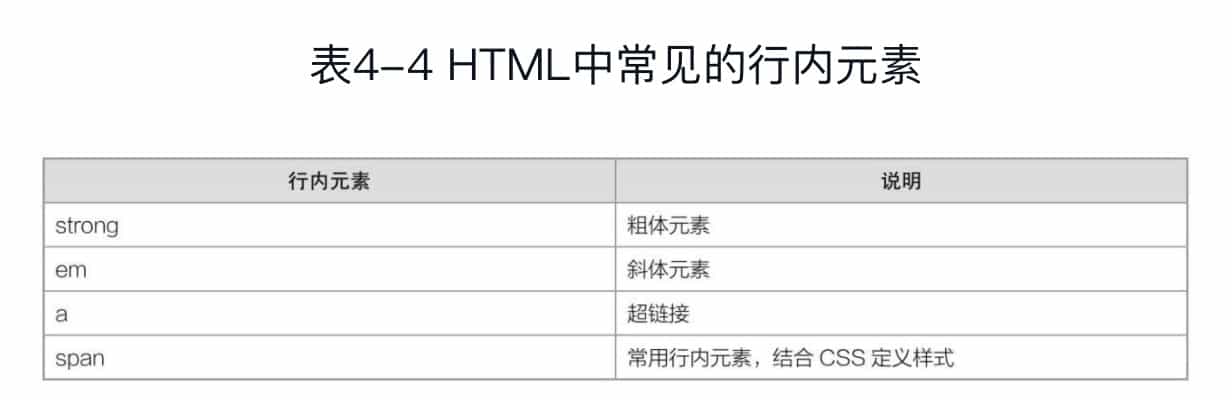 表4-4 HTML中常见的行内元素
行内元素 说明
strong 粗体元素
em 斜体元素
a 超链接
span 常用行内元素，结合 CSS 定义样式